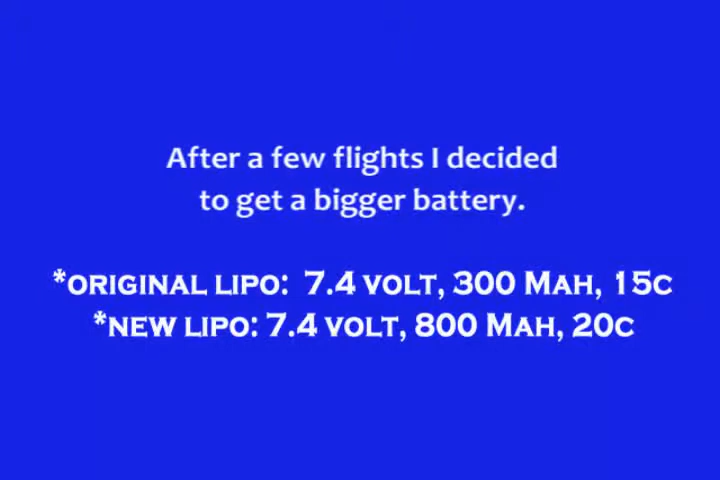 After a few flights I decided
to get a bigger battery.
*ORIGINAL LIPO: 7.4 VOLT, 300 MAH, 15C
*NEW LIPO: 7.4 VOLT, 800 MAH, 20C